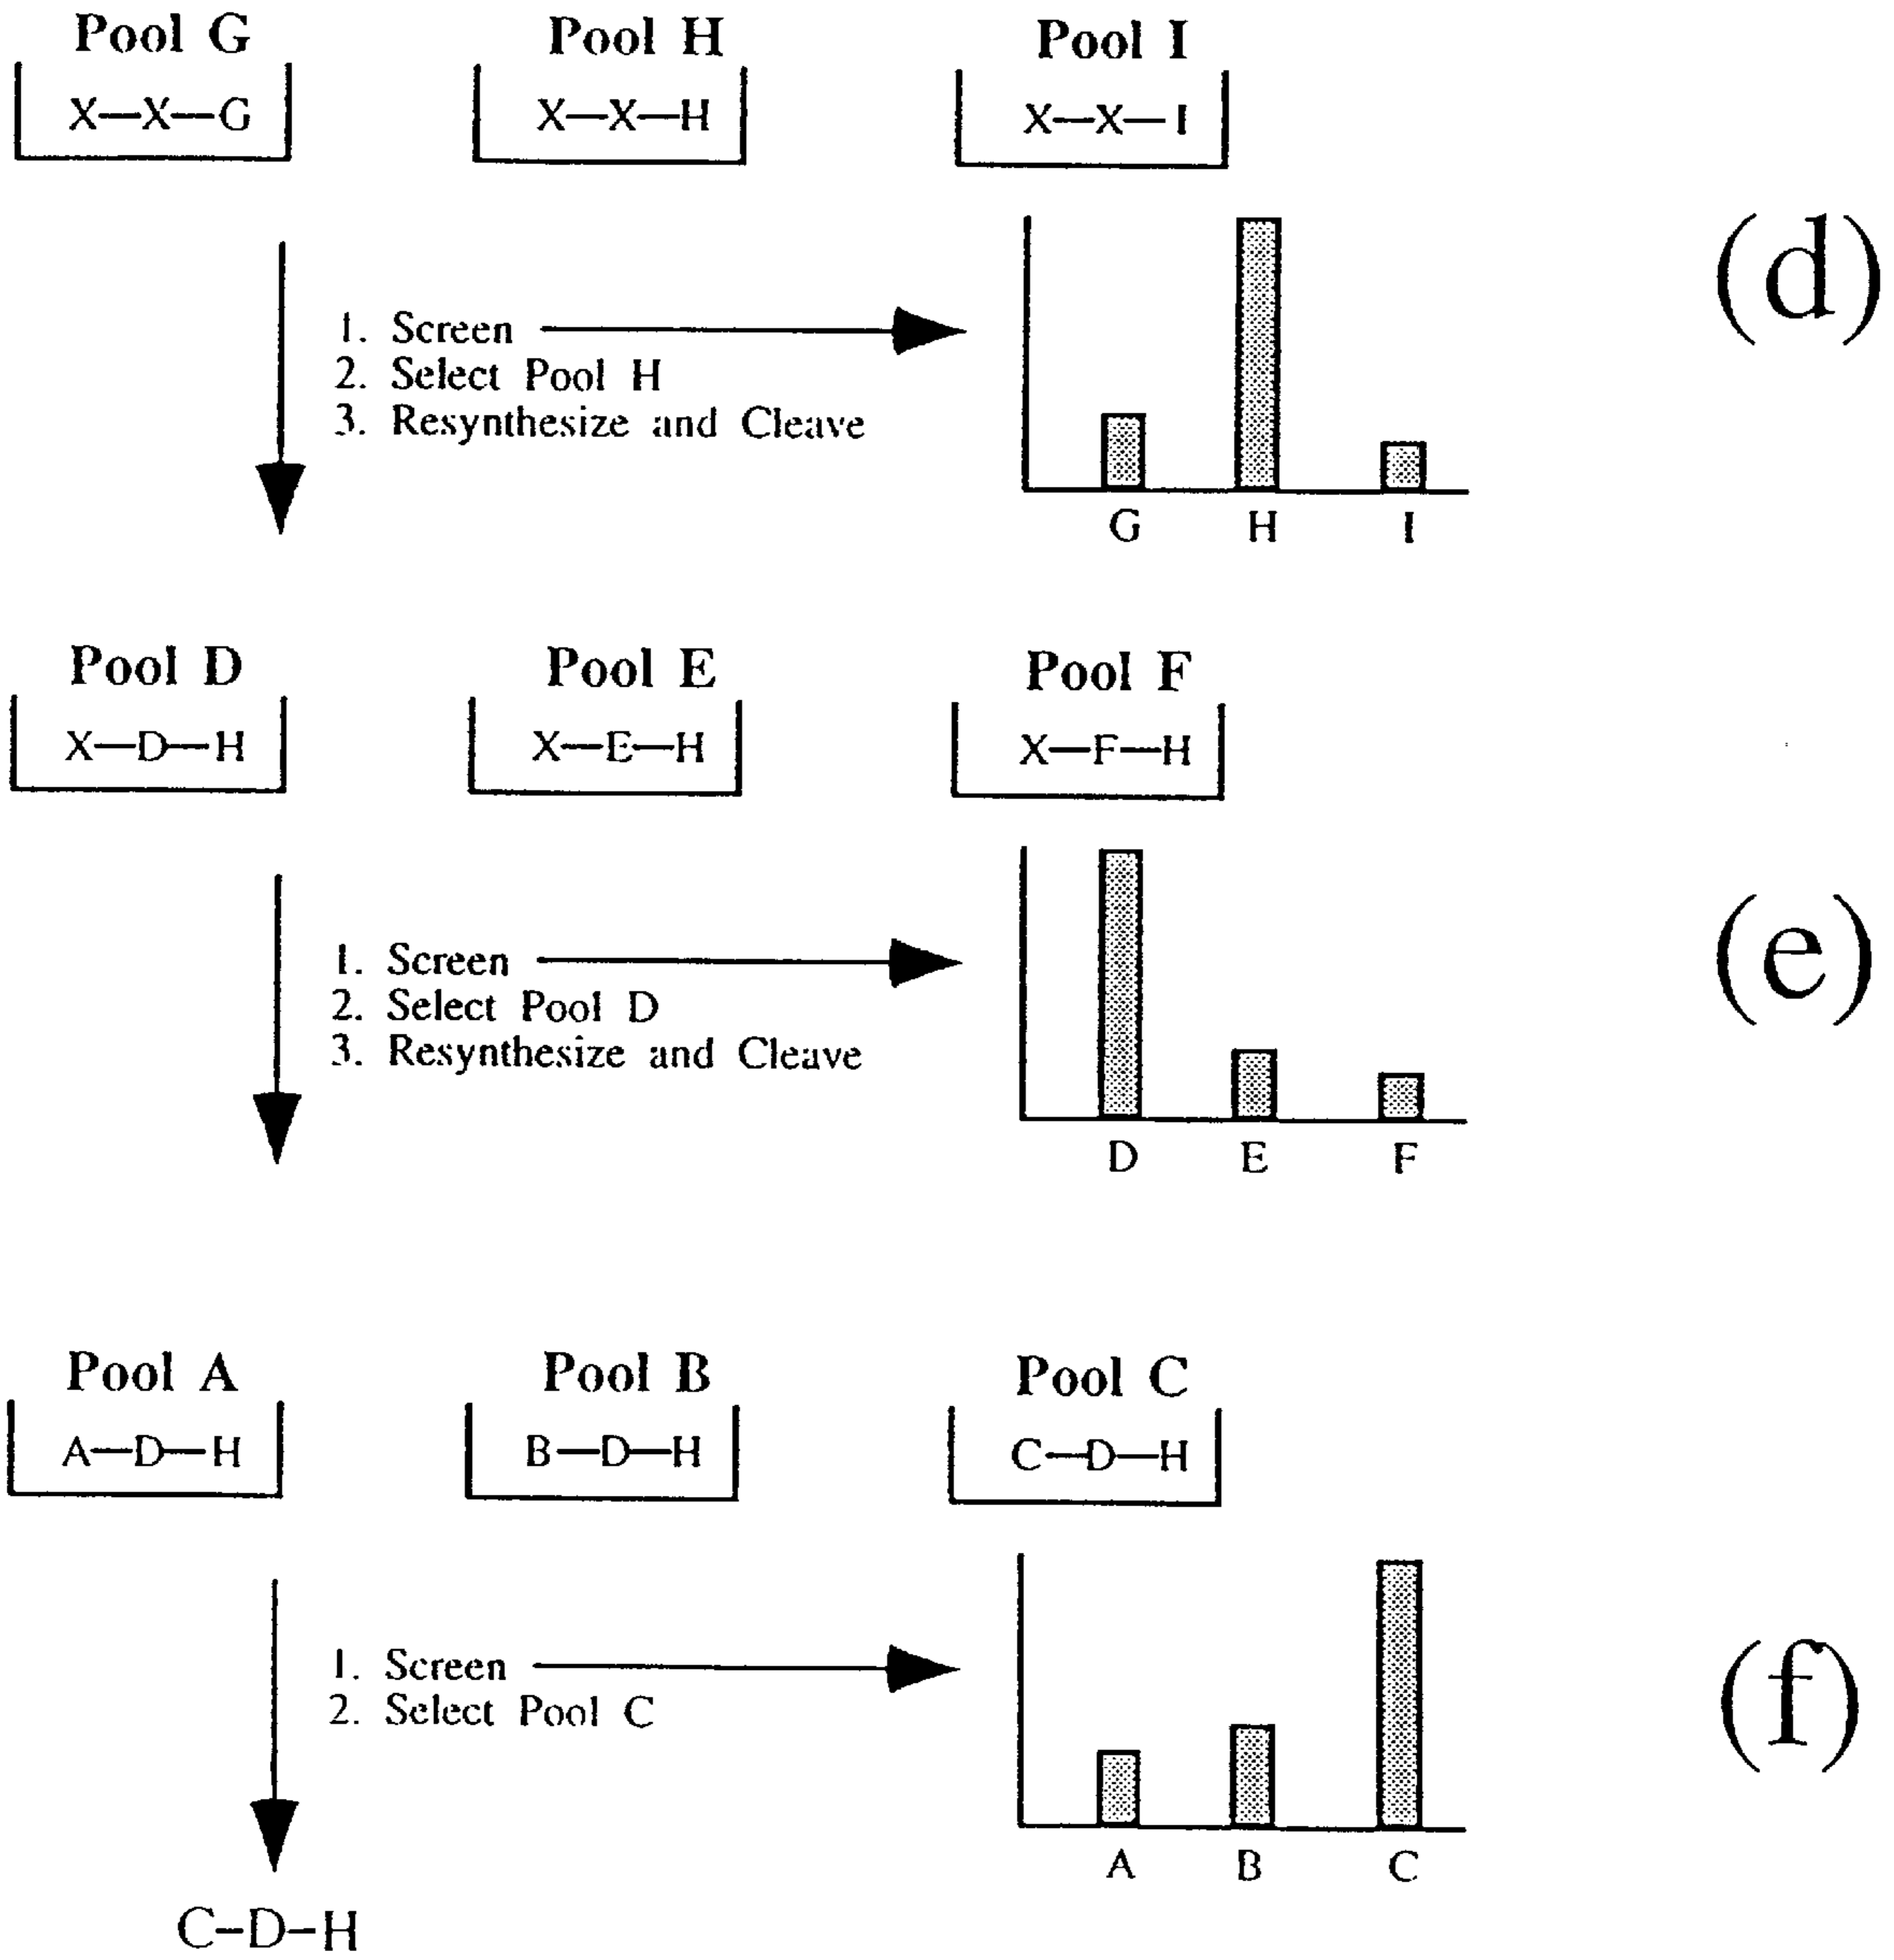 Pool G Pool H Pool I
X—X—G X—X—H X—X—I
(d)
1. Screen
2. Select Pool H
3. Resynthesize and Cleave
G H I
Pool D Pool E Pool F
X—D—H X—E—H X—F—H
(e)
1. Screen
2. Select Pool D
3. Resynthesize and Cleave
D E F
Pool A Pool B Pool C
A—D—H B—D—H C—D—H
(f)
1. Screen
2. Select Pool C
A B C
C–D–H